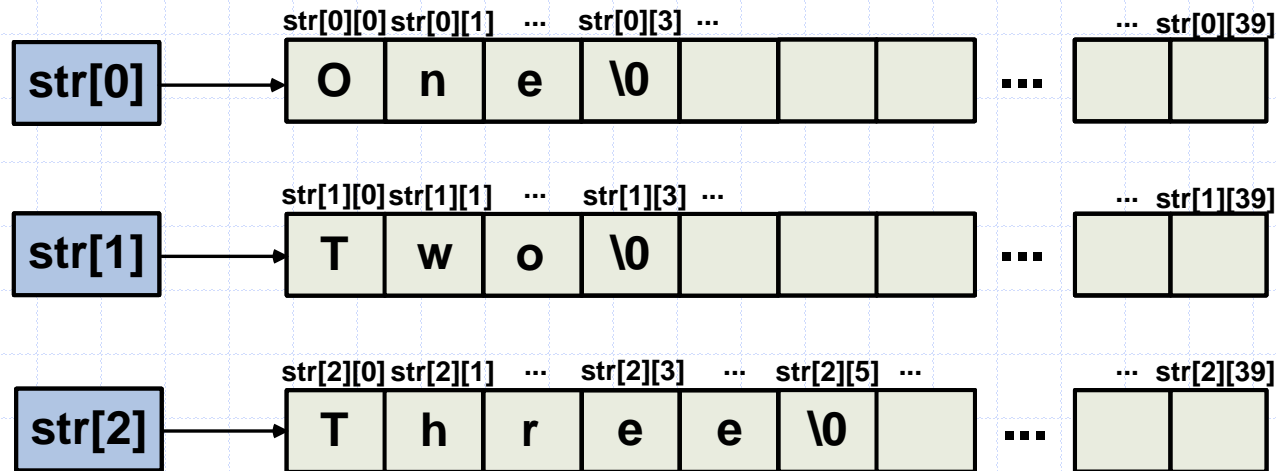 str[0][0] str[0][1] ... str[0][3] ... ... str[0][39]
str[0] O n e \0 ...
str[1][0] str[1][1] ... str[1][3] ... ... str[1][39]
str[1] T w o \0 ...
str[2][0] str[2][1] ... str[2][3] ... str[2][5] ... ... str[2][39]
str[2] T h r e e \0 ...